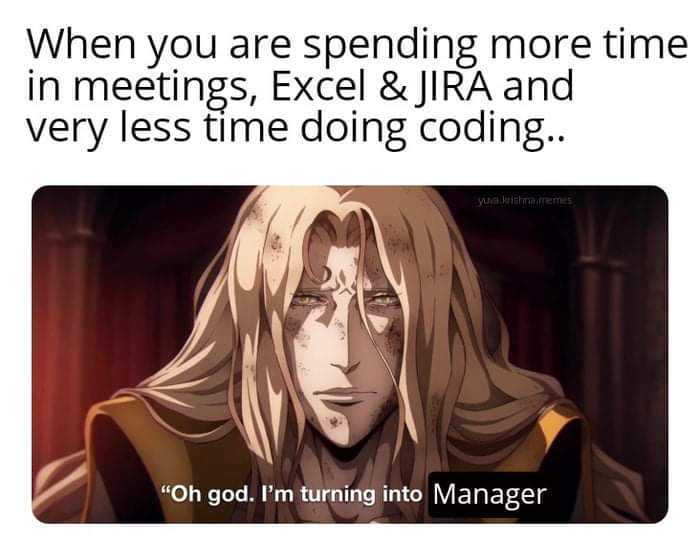 When you are spending more time
in meetings, Excel & JIRA and
very less time doing coding..
yuva.krishna.memes
“Oh god. I’m turning into Manager